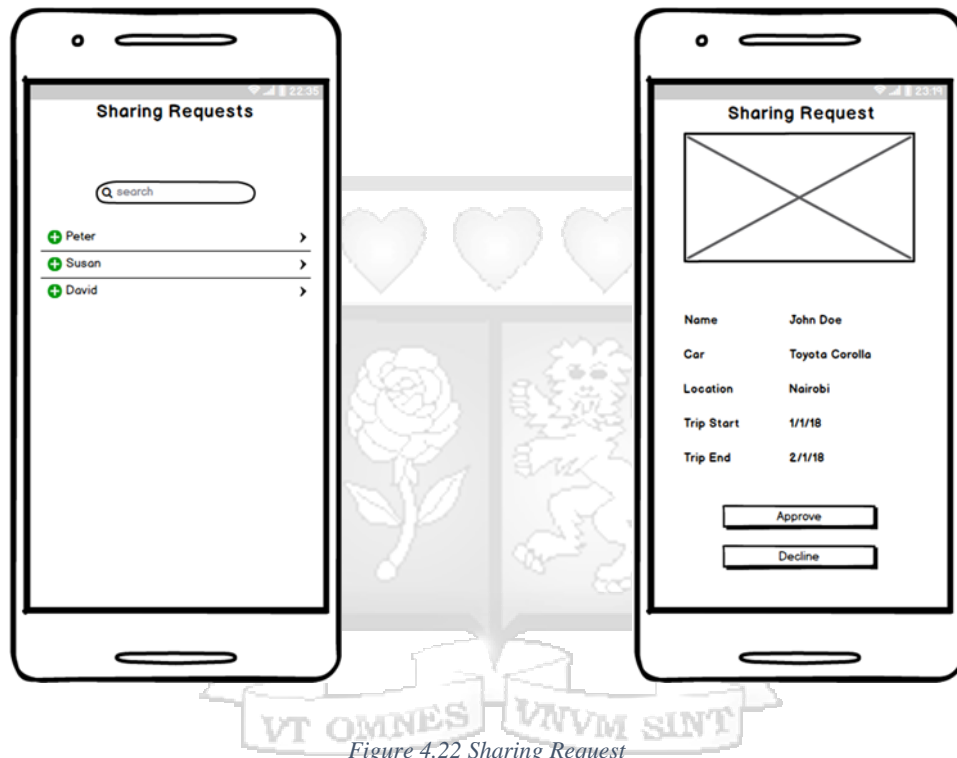 22:35
Sharing Requests
search
Peter
Susan
David
23:19
Sharing Request
Name John Doe
Car Toyota Corolla
Location Nairobi
Trip Start 1/1/18
Trip End 2/1/18
Approve
Decline
VT OMNES VNVM SINT
Figure 4.22 Sharing Request